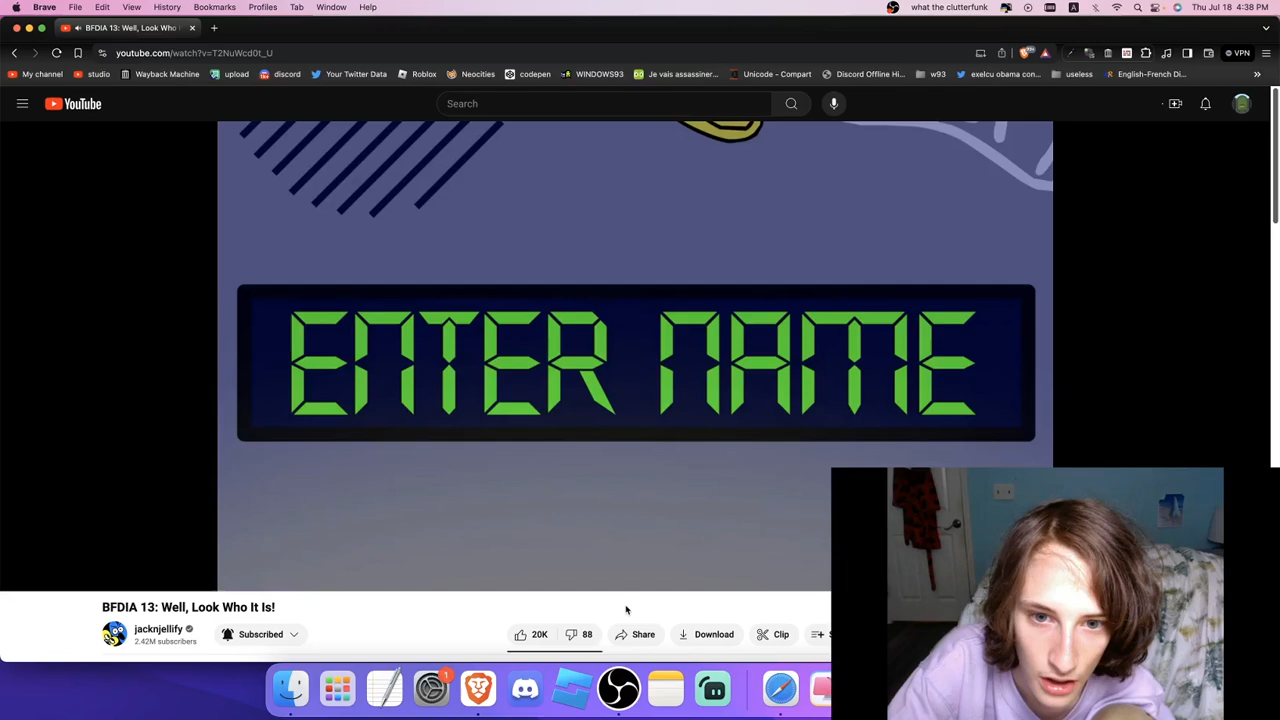 Brave File Edit View History Bookmarks Profiles Tab Window Help
what the clutterfunk
A
Thu Jul 18 4:38 PM
BFDIA 13: Well, Look Who I
youtube.com/watch?v=T2NuWcd0t_U
VPN
My channel
studio
Wayback Machine
upload
discord
Your Twitter Data
Roblox
Neocities
codepen
WINDOWS93
Je vais assassiner...
Unicode - Compart
Discord Offline Hi...
w93
exelcu obama con...
useless
English-French Di...
YouTube
Search
ENTER NAME
BFDIA 13: Well, Look Who It Is!
jacknjellify
2.42M subscribers
Subscribed
20K
88
Share
Download
Clip
S
1